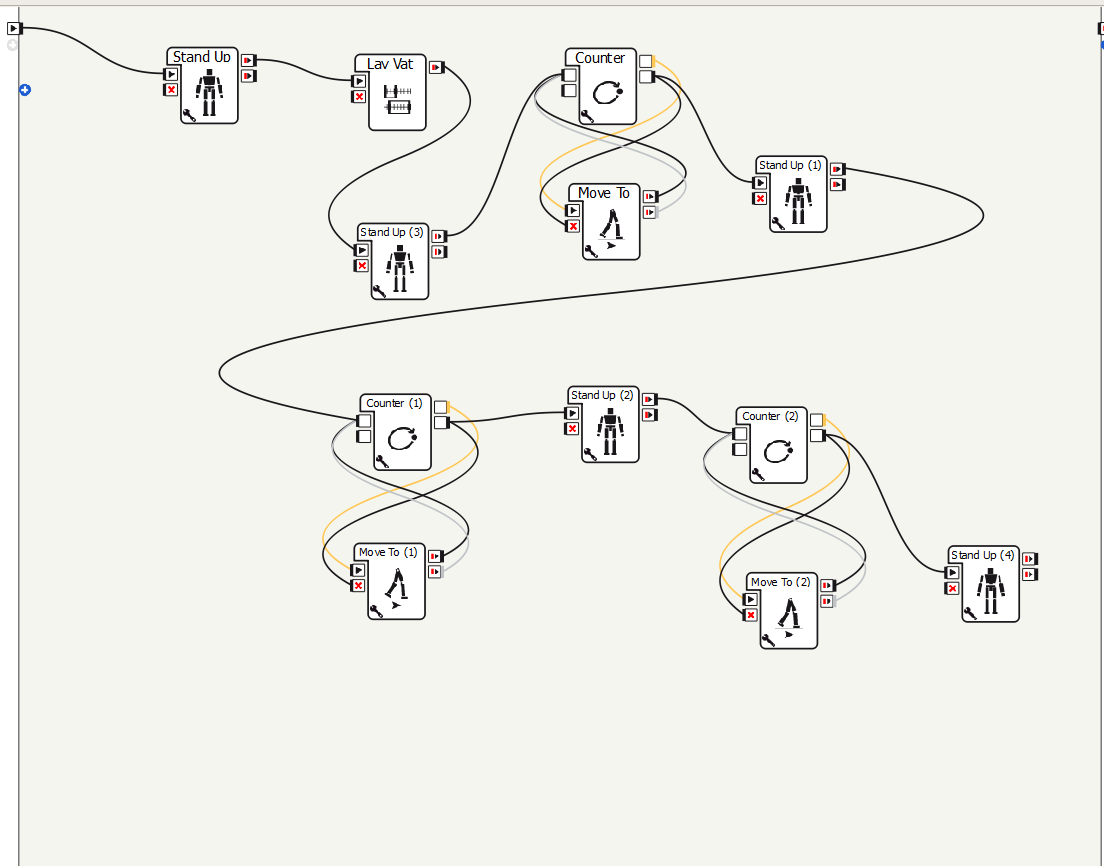 Stand Up
Lay Vat
Counter
Move To
Stand Up (1)
Stand Up (3)
Counter (1)
Stand Up (2)
Counter (2)
Move To (1)
Move To (2)
Stand Up (4)